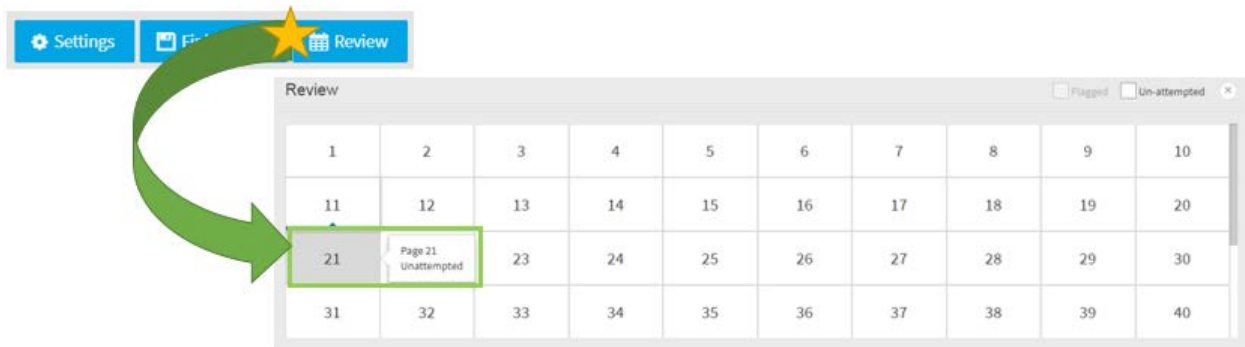 Settings Review
Review Flagged Un-attempted
1 2 3 4 5 6 7 8 9 10
11 12 13 14 15 16 17 18 19 20
21 Page 21 23 24 25 26 27 28 29 30
Unattempted
31 32 33 34 35 36 37 38 39 40